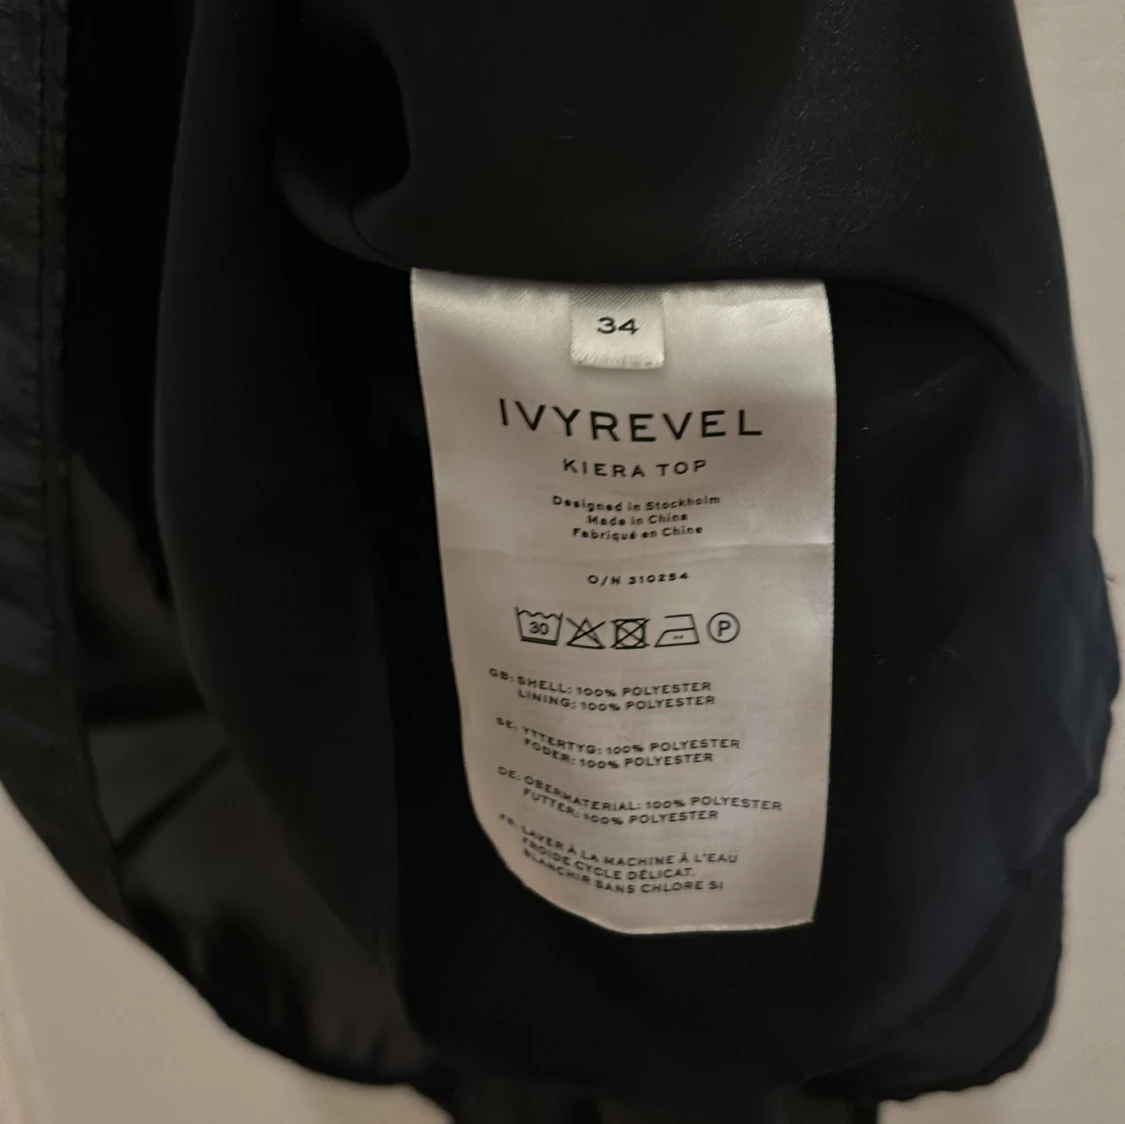 34
IVYREVEL
KIERA TOP
Designed in Stockholm
Made in China
Fabriqué en Chine
O/N 310254
30 P
GB: SHELL: 100% POLYESTER
LINING: 100% POLYESTER
SE: YTTERTYG: 100% POLYESTER
FODER: 100% POLYESTER
DE: OBERMATERIAL: 100% POLYESTER
FUTTER: 100% POLYESTER
FR: LAVER À LA MACHINE À L'EAU
FROIDE CYCLE DÉLICAT.
BLANCHIR SANS CHLORE SI